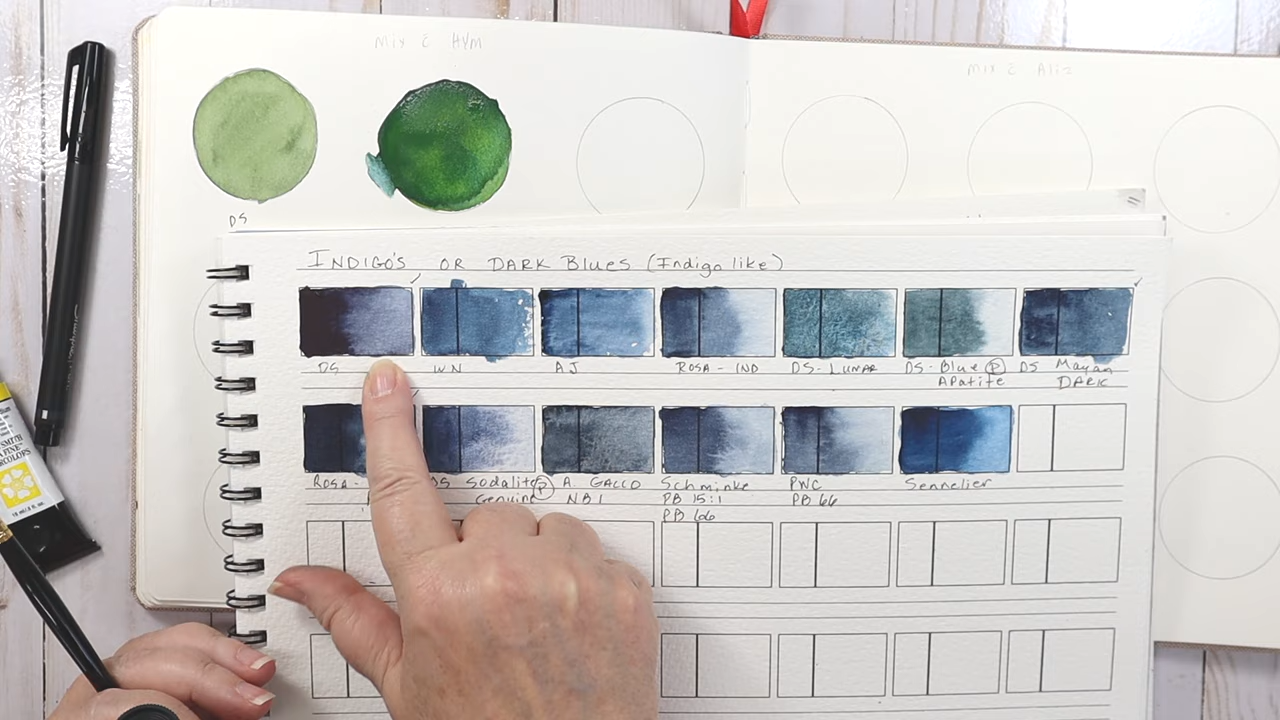 Mix c HYM
Mix c Aliz
DS
INDIGO'S OR DARK BLUES (Indigo like)
DS
WN
AJ
ROSA - IND
DS - LUNAR
DS - Blue P
APATITE
DS Mayan
DARK
ROSA -
DS Sodalite P
Genuine
A. GALLO
NB1
Schminke
PB 15:1
PB 66
PWC
PB 66
Sennelier
SMITH